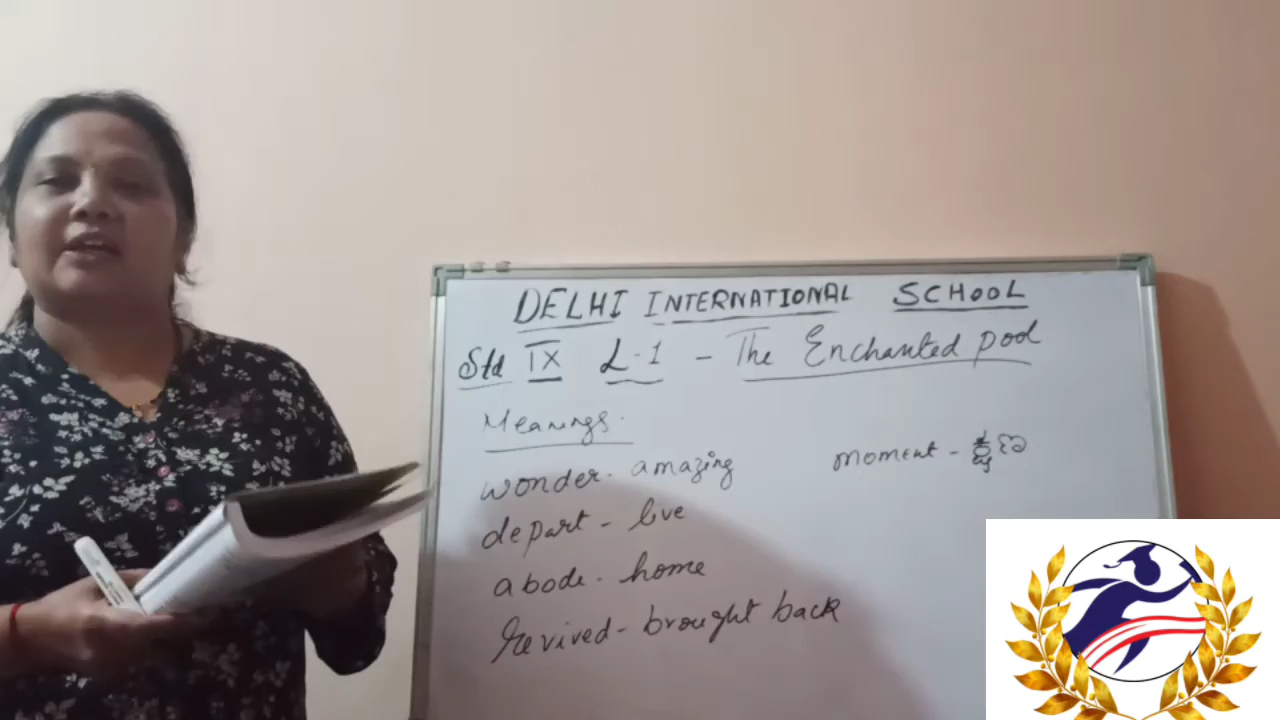 DELHI INTERNATIONAL SCHOOL
Std IX L-1 - The Enchanted pool
Meanings.
wonder - amazing
moment - ಕ್ಷಣ
depart - live
abode - home
revived - brought back